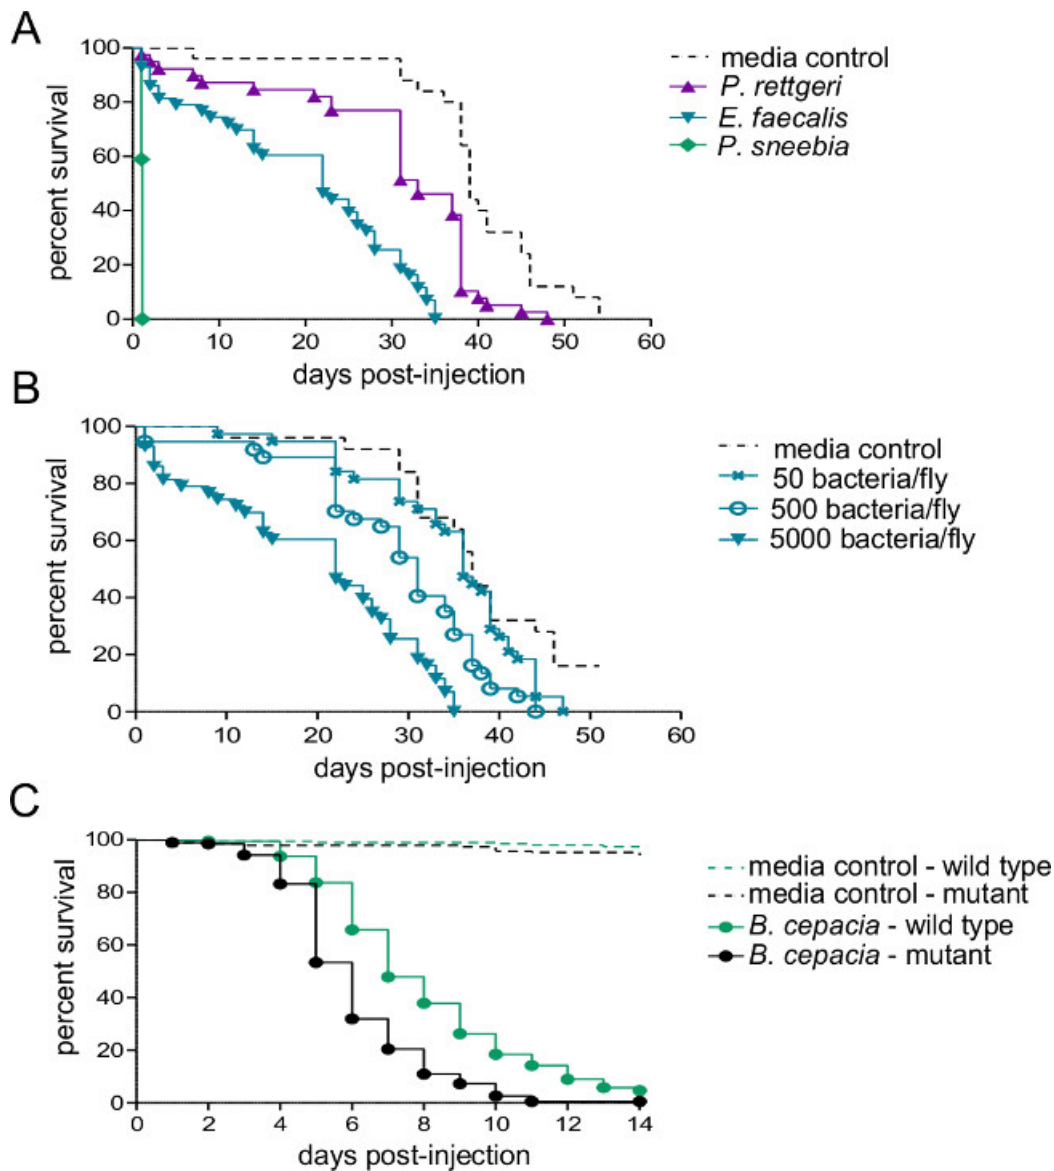 A
percent survival
100
80
60
40
20
0
0 10 20 30 40 50 60
days post-injection
media control
P. rettgeri
E. faecalis
P. sneebia
B
percent survival
100
80
60
40
20
0
0 10 20 30 40 50 60
days post-injection
media control
50 bacteria/fly
500 bacteria/fly
5000 bacteria/fly
C
percent survival
100
80
60
40
20
0
0 2 4 6 8 10 12 14
days post-injection
media control - wild type
media control - mutant
B. cepacia - wild type
B. cepacia - mutant